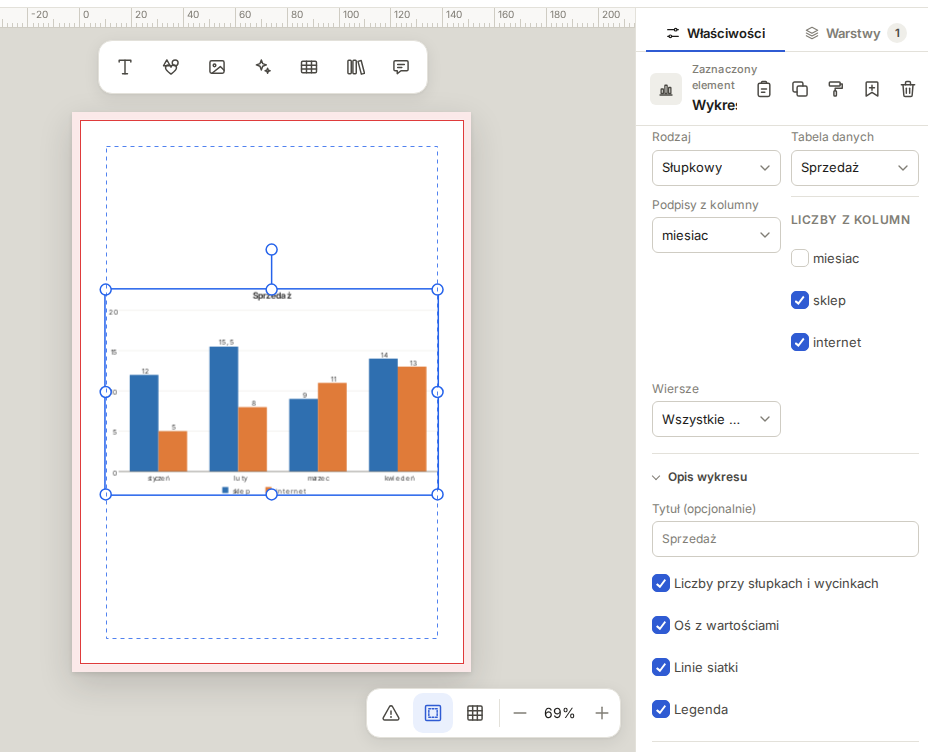 -20 0 20 40 60 80 100 120 140 160 180 200
Właściwości
Warstwy 1
Zaznaczony
element
Wykres
Rodzaj
Tabela danych
Słupkowy
Sprzedaż
Podpisy z kolumny
LICZBY Z KOLUMN
miesiac
miesiac
sklep
internet
Wiersze
Wszystkie ...
Opis wykresu
Tytuł (opcjonalnie)
Sprzedaż
Liczby przy słupkach i wycinkach
Oś z wartościami
Linie siatki
Legenda
Sprzedaż
20
15
10
5
0
12
5
15,5
8
9
11
14
13
styczeń luty marzec kwiecień
sklep internet
69%